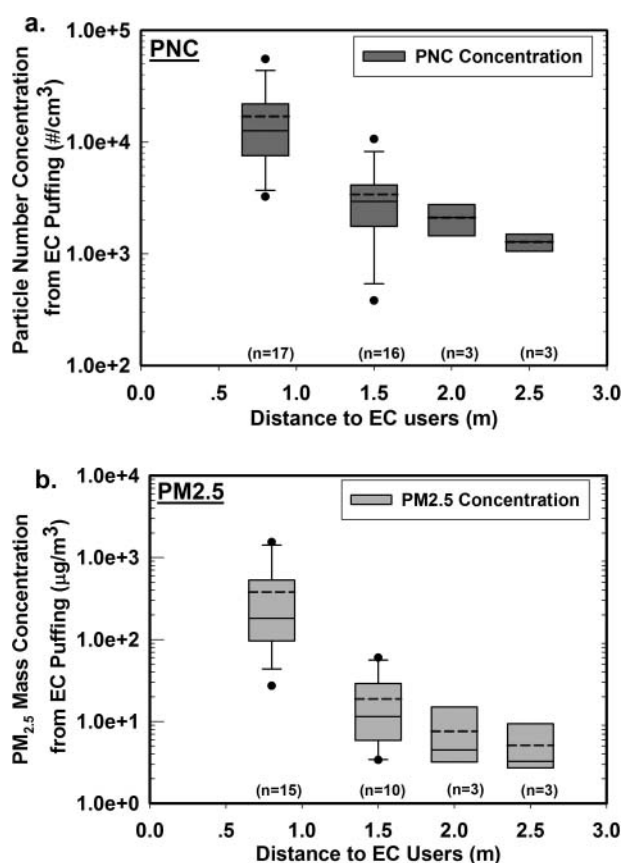 a.
PNC
PNC Concentration
Particle Number Concentration
from EC Puffing (#/cm³)
1.0e+5
1.0e+4
1.0e+3
1.0e+2
(n=17) (n=16) (n=3) (n=3)
.0 .5 1.0 1.5 2.0 2.5 3.0
Distance to EC users (m)
b.
PM2.5
PM2.5 Concentration
PM₂.₅ Mass Concentration
from EC Puffing (µg/m³)
1.0e+4
1.0e+3
1.0e+2
1.0e+1
1.0e+0
(n=15) (n=10) (n=3) (n=3)
.0 .5 1.0 1.5 2.0 2.5 3.0
Distance to EC Users (m)